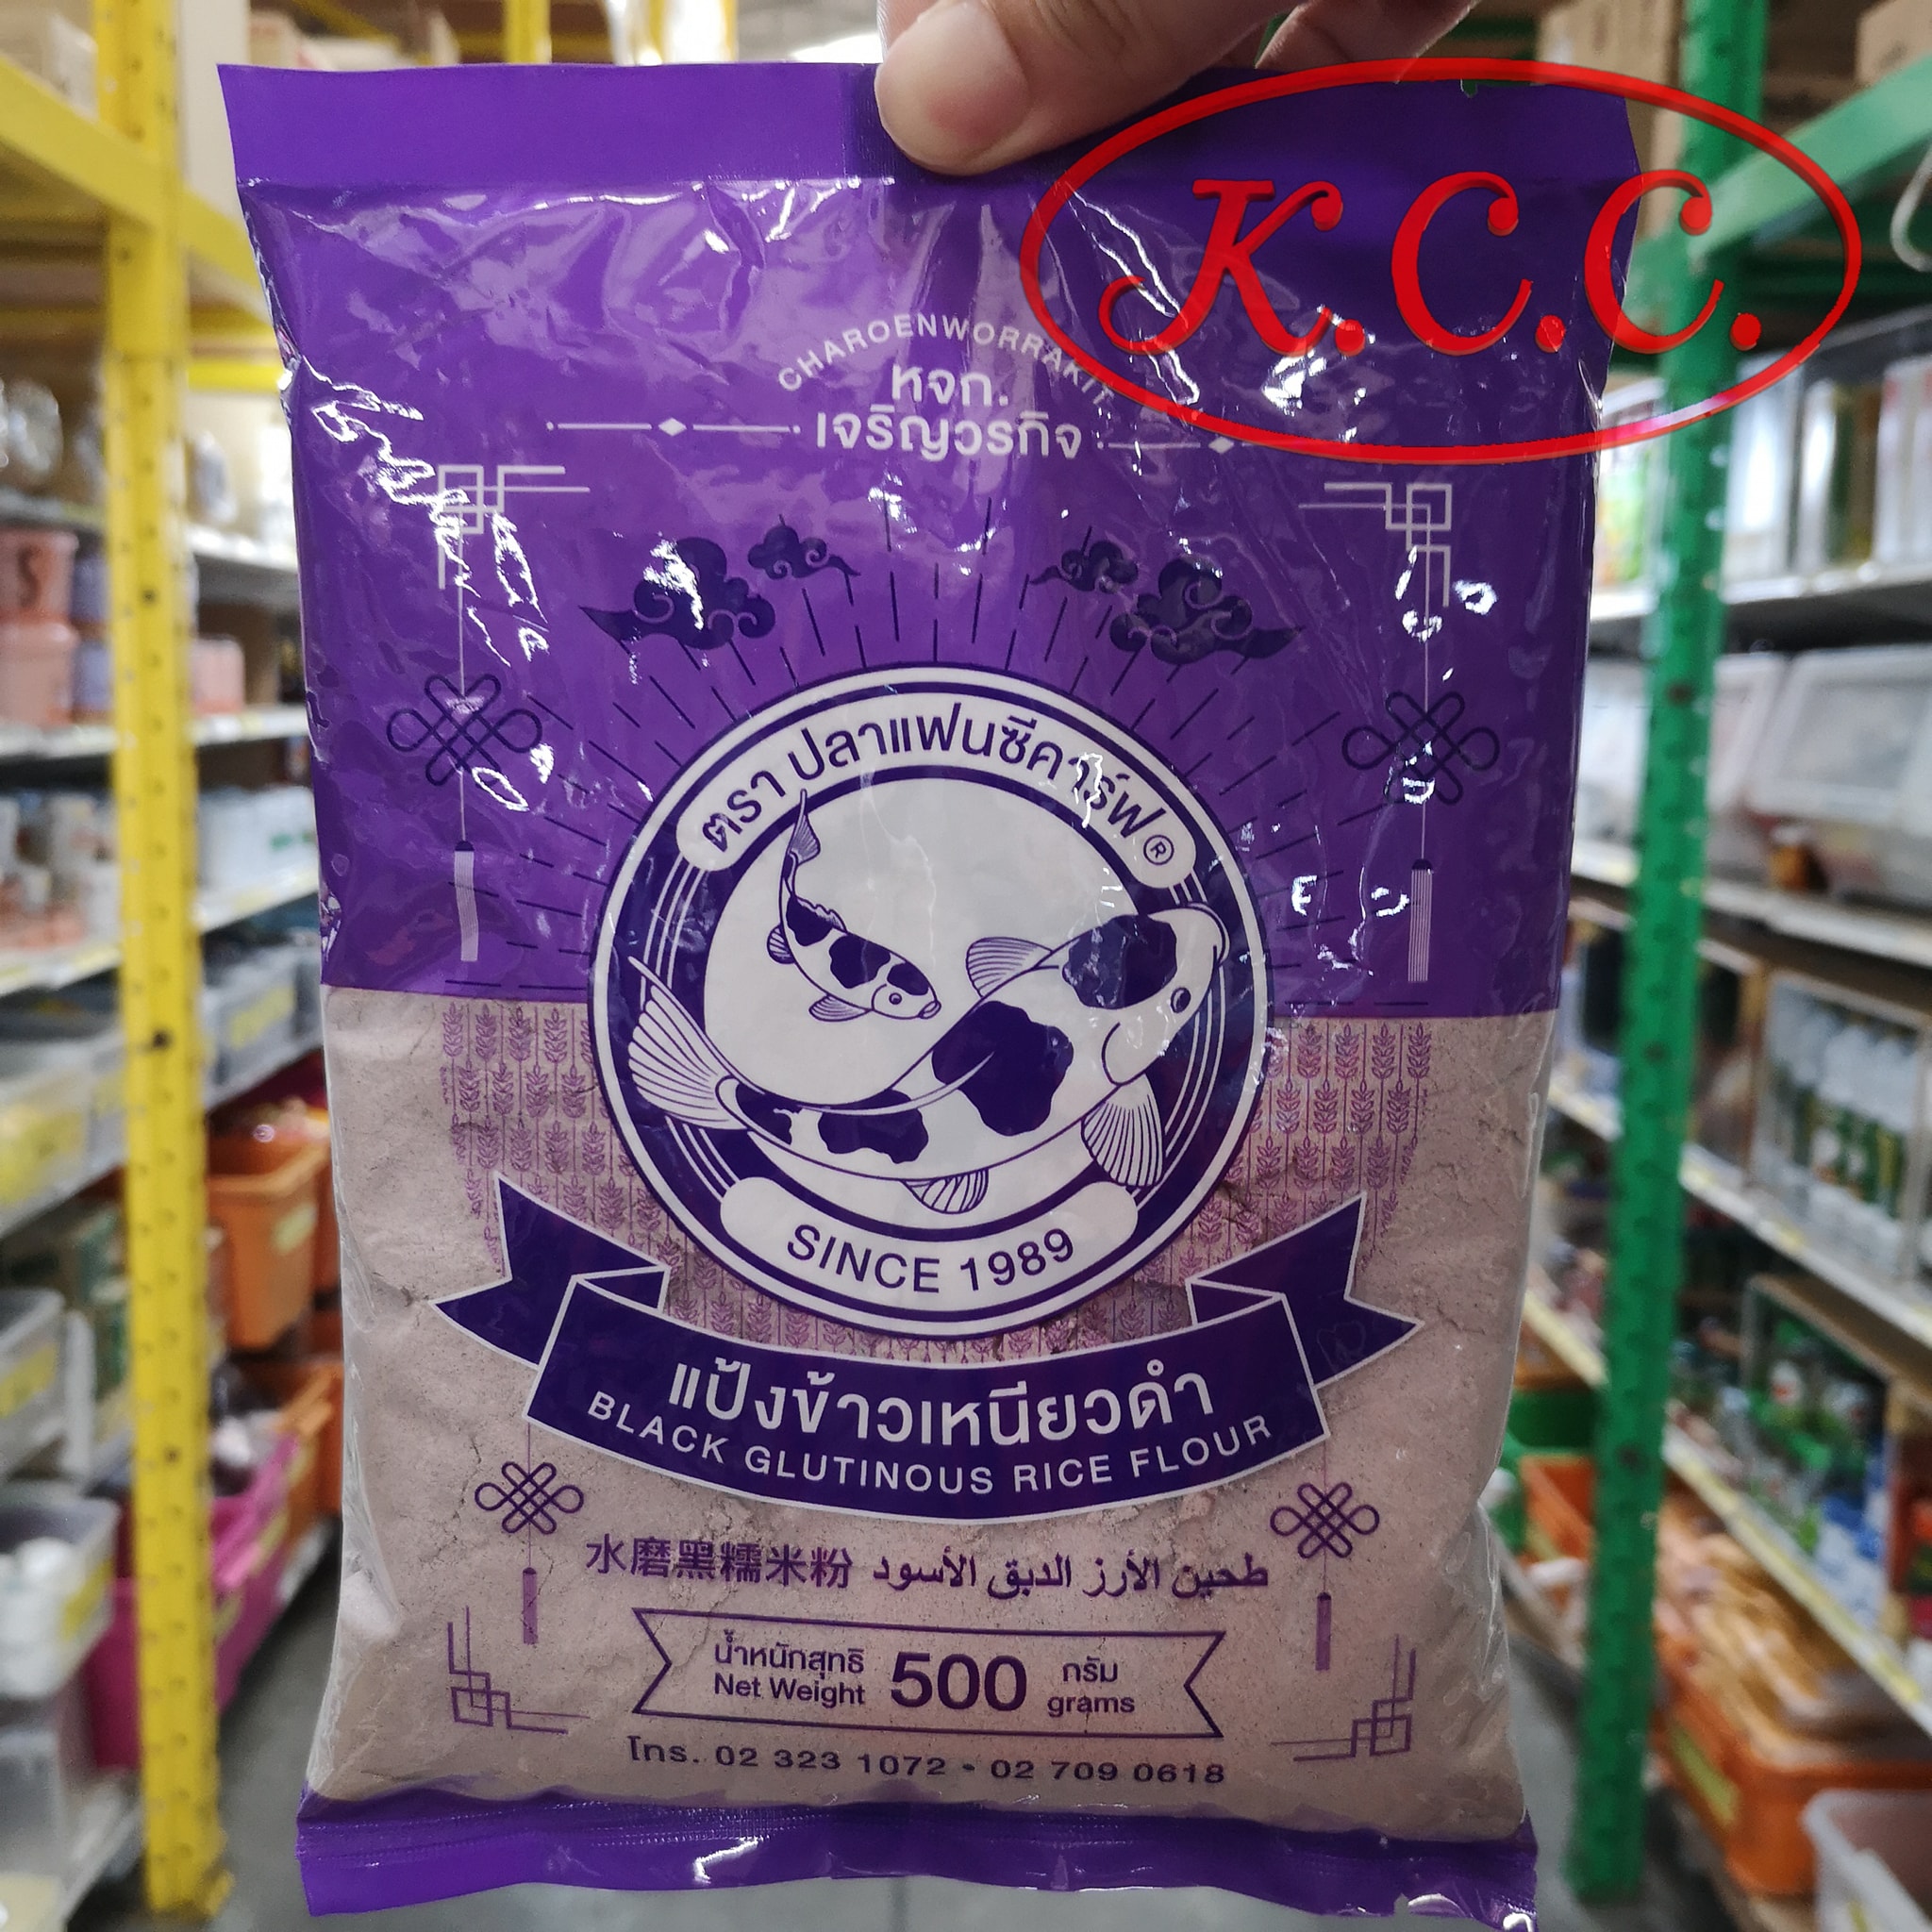 K.C.C.
CHAROENWORRAKIT
หจก.
เจริญวรกิจ
ตรา ปลาแฟนซีคาร์ฟ®
SINCE 1989
แป้งข้าวเหนียวดำ
BLACK GLUTINOUS RICE FLOUR
水磨黑糯米粉 طحين الأرز الدبق الأسود
น้ำหนักสุทธิ 500 กรัม
Net Weight grams
โทร. 02 323 1072 • 02 709 0618